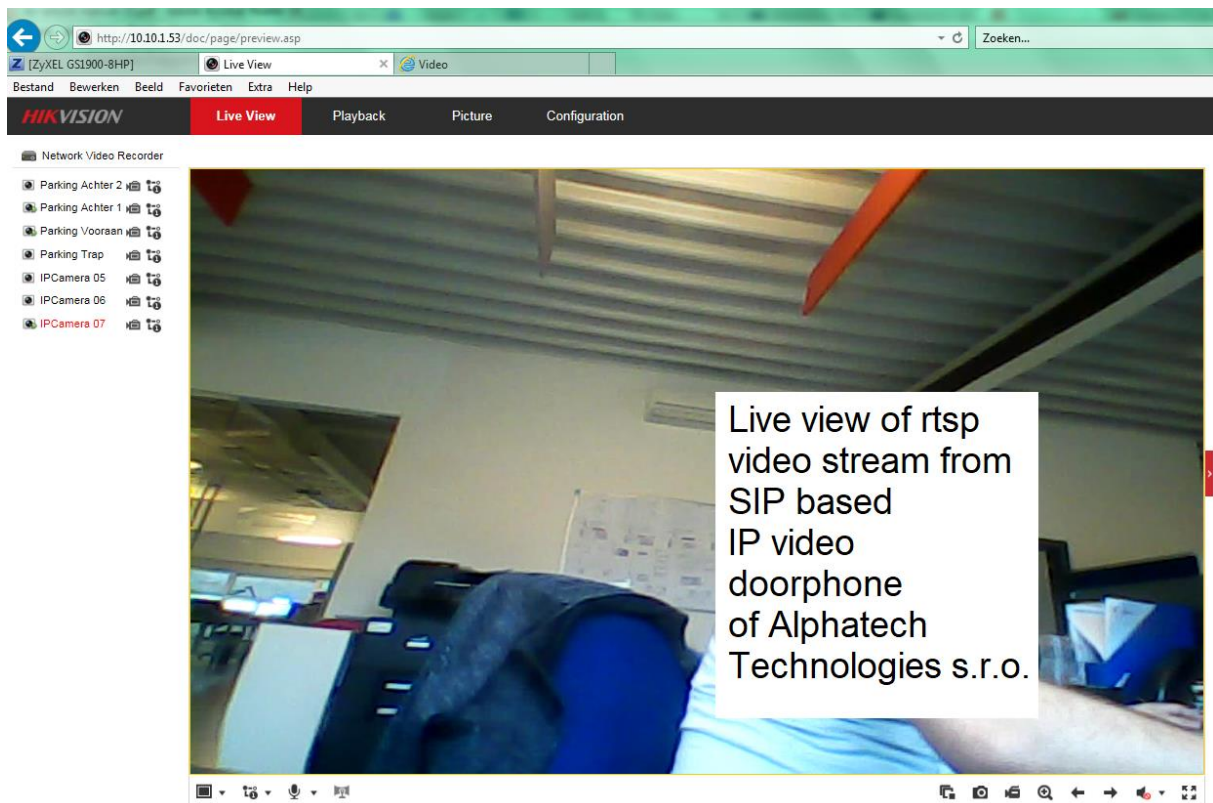 http://10.10.1.53/doc/page/preview.asp
Zoeken...
[ZyXEL GS1900-8HP]
Live View
Video
Bestand Bewerken Beeld Favorieten Extra Help
HIKVISION
Live View Playback Picture Configuration
Network Video Recorder
Parking Achter 2
Parking Achter 1
Parking Vooraan
Parking Trap
IPCamera 05
IPCamera 06
IPCamera 07
Live view of rtsp
video stream from
SIP based
IP video
doorphone
of Alphatech
Technologies s.r.o.